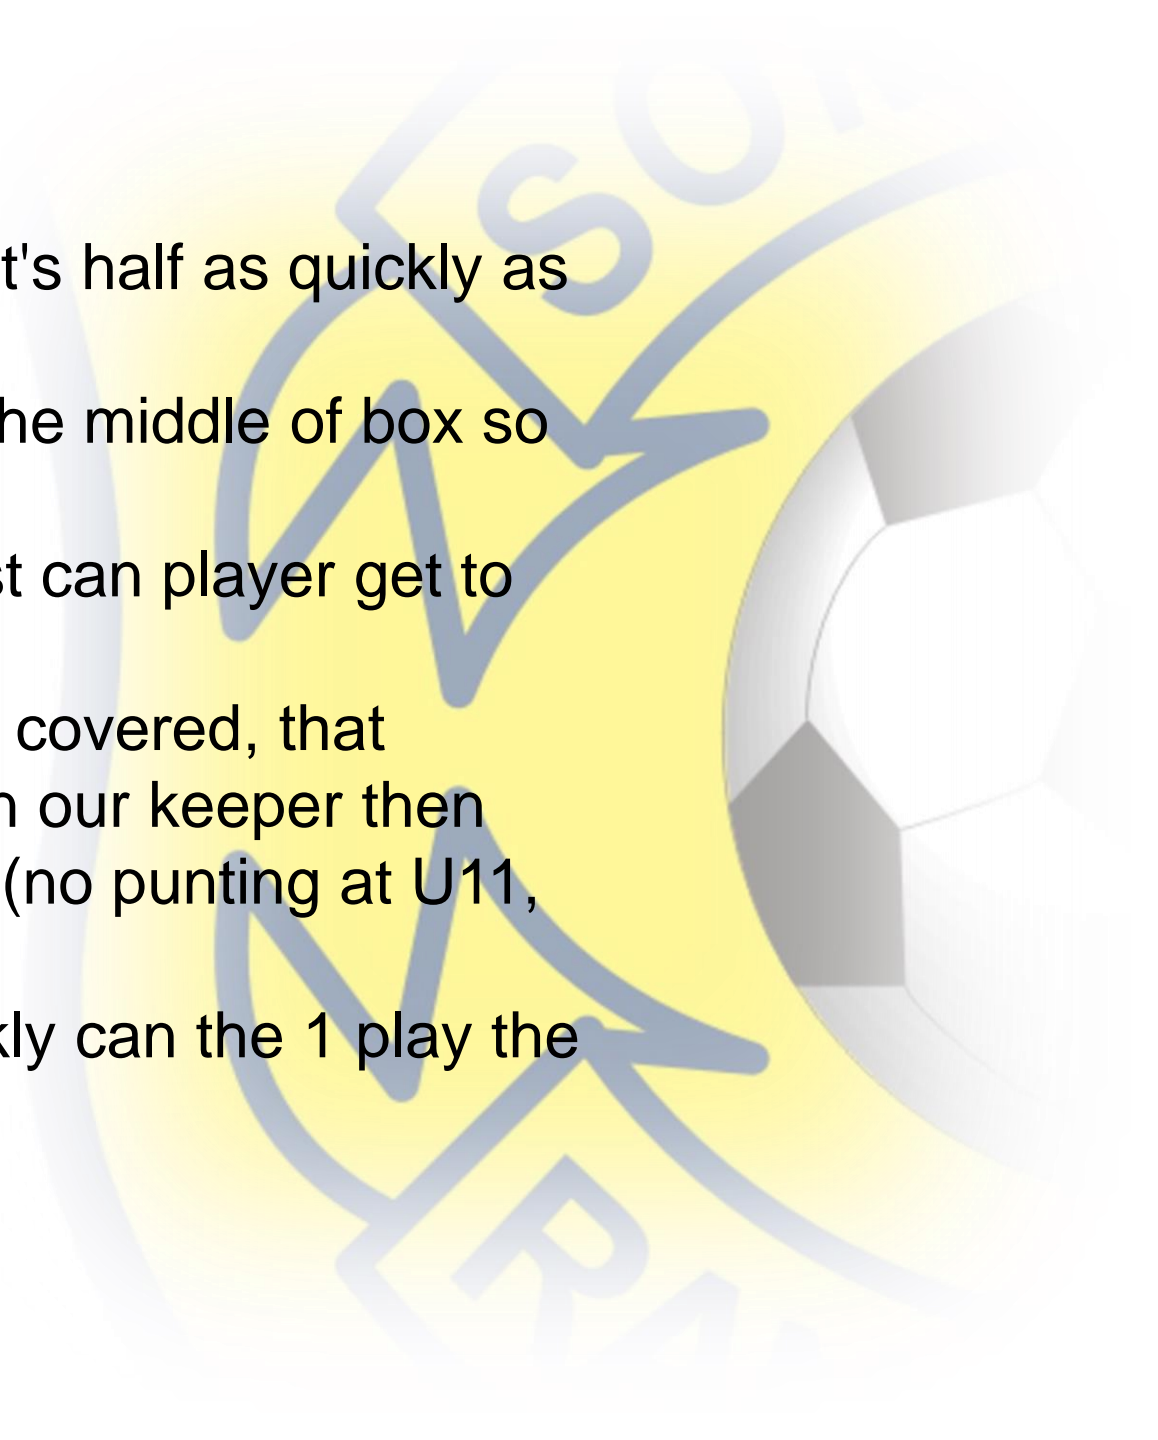 t's half as quickly as
he middle of box so
st can player get to
covered, that
n our keeper then
(no punting at U11,
kly can the 1 play the